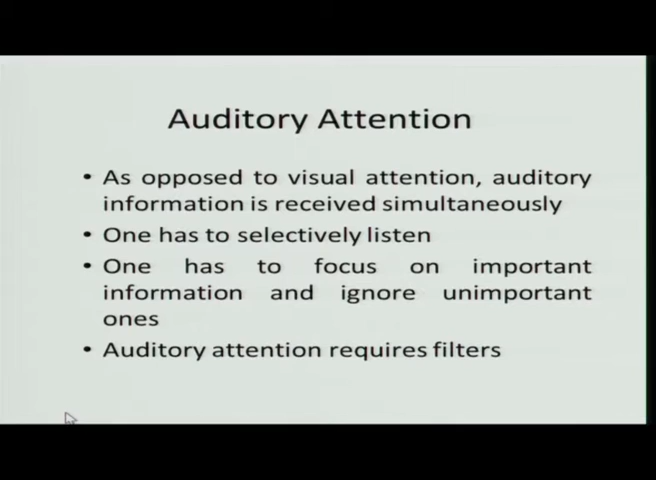 Auditory Attention
• As opposed to visual attention, auditory
information is received simultaneously
• One has to selectively listen
• One has to focus on important
information and ignore unimportant
ones
• Auditory attention requires filters